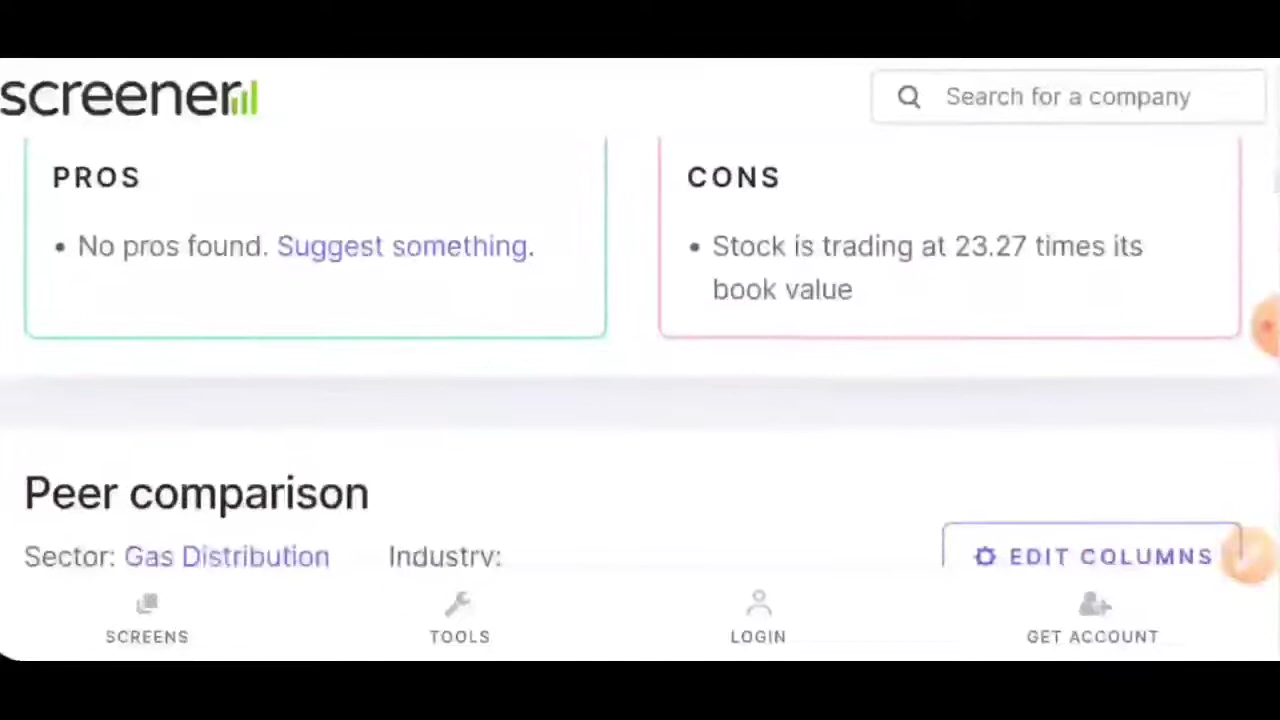 screener
Search for a company
PROS
CONS
• No pros found. Suggest something.
• Stock is trading at 23.27 times its
book value
Peer comparison
Sector: Gas Distribution
Industry:
EDIT COLUMNS
SCREENS
TOOLS
LOGIN
GET ACCOUNT